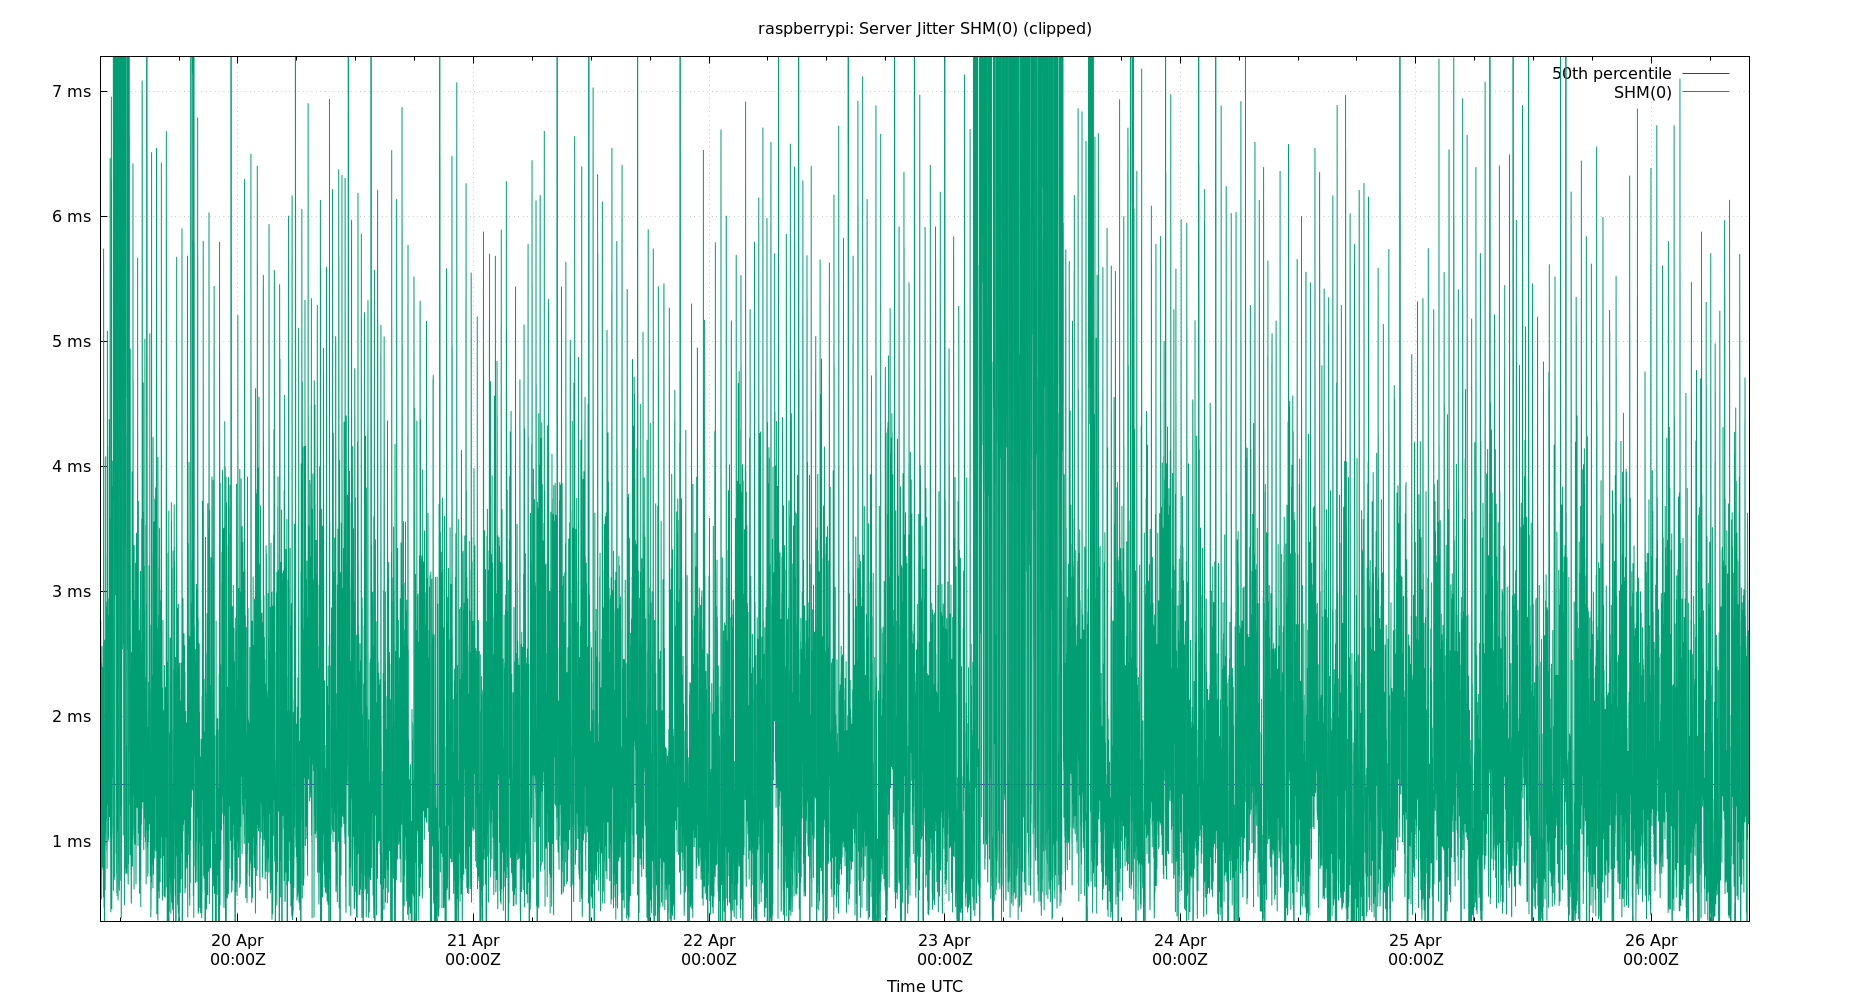 raspberrypi: Server Jitter SHM(0) (clipped)
50th percentile
SHM(0)
7 ms
6 ms
5 ms
4 ms
3 ms
2 ms
1 ms
20 Apr
00:00Z
21 Apr
00:00Z
22 Apr
00:00Z
23 Apr
00:00Z
24 Apr
00:00Z
25 Apr
00:00Z
26 Apr
00:00Z
Time UTC